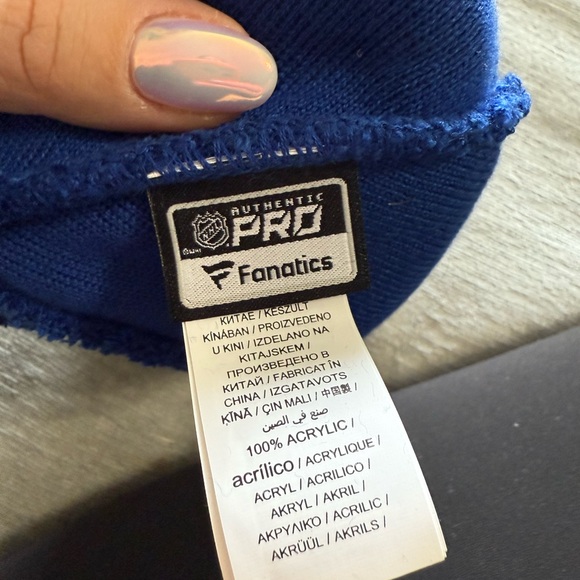 AUTHENTIC
NHL
PRO
Fanatics
КИТАЕ / KÉSZÜLT
KÍNÁBAN / PROIZVEDENO
U KINI / IZDELANO NA
KITAJSKEM /
ПРОИЗВЕДЕНО В
КИТАЙ / FABRICAT ÎN
CHINA / IZGATAVOTS
ĶĪNĀ / ÇIN MALI / 中国製 /
صنع في الصين
100% ACRYLIC /
acrílico / ACRYLIQUE /
ACRYL / ACRILICO /
AKRYL / AKRIL /
ΑΚΡΥΛΙΚΟ / ACRILIC /
AKRÜÜL / AKRILS /